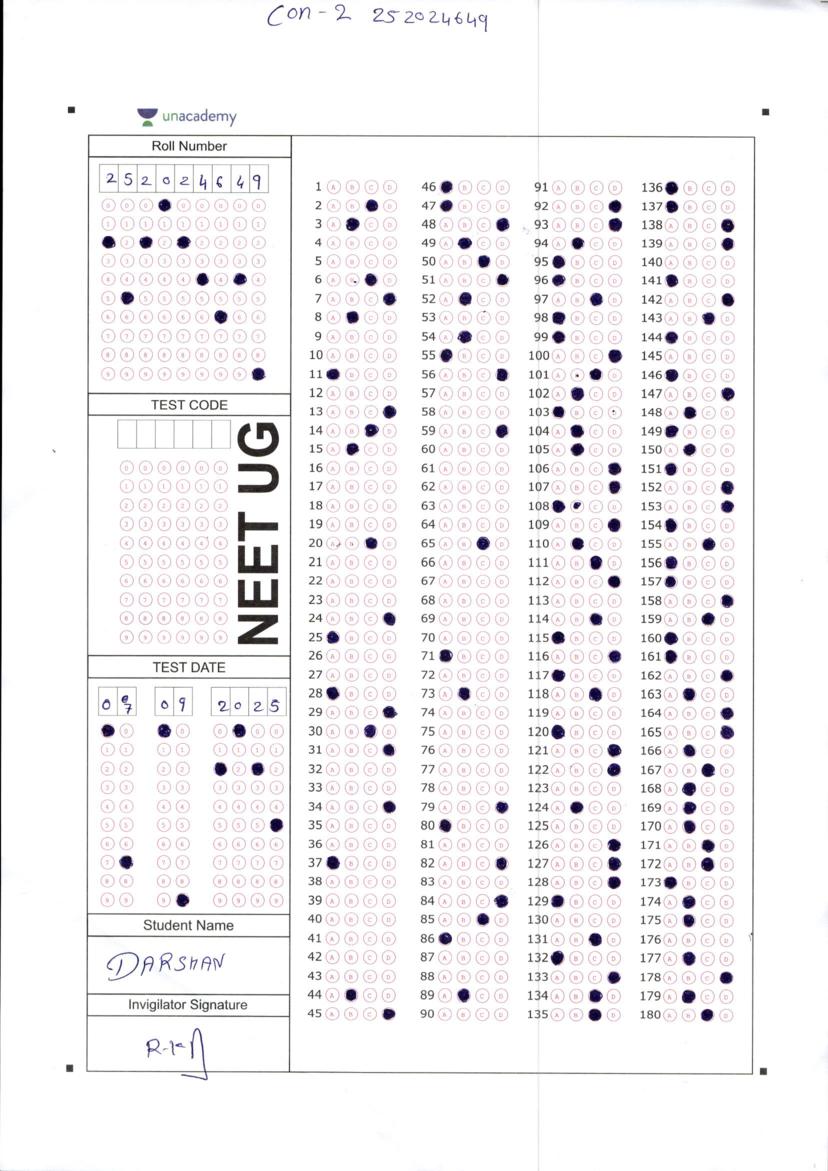 Con-2 252024649
unacademy
Roll Number
2 5 2 0 2 4 6 4 9
TEST CODE
NEET UG
TEST DATE
0 7 0 9 2 0 2 5
Student Name
DARSHAN
Invigilator Signature
1 A B C D 46 B C D 91 A B C D 136 B C D
2 A B D 47 B C D 92 A B C 137 B C D
3 A C D 48 A B C 93 A B C 138 A B C
4 A B C D 49 A C D 94 A C D 139 A B C
5 A B C D 50 A B D 95 B C D 140 A B C D
6 A B D 51 A B C 96 B C D 141 B C D
7 A B C 52 A C D 97 A B D 142 A B C
8 A C D 53 A B C D 98 B C D 143 A B D
9 A B C D 54 A C D 99 B C D 144 B C D
10 A B C D 55 B C D 100 A B C 145 A B C D
11 B C D 56 A B C 101 A B D 146 B C D
12 A B C D 57 A B C D 102 A C D 147 A B C
13 A B C 58 A B C D 103 B C 148 A C D
14 A B D 59 A B C 104 A C D 149 B C D
15 A C D 60 A B C D 105 A C D 150 A C D
16 A B C D 61 A B C D 106 A B C 151 B C D
17 A B C D 62 A B C D 107 A B C 152 A B C
18 A B C D 63 A B C D 108 C D 153 A B C
19 A B C D 64 A B C D 109 A B C 154 B C D
20 A B D 65 A B D 110 A C D 155 A B D
21 A B C D 66 A B C D 111 A B D 156 B C D
22 A B C D 67 A B C D 112 A B C 157 B C D
23 A B C D 68 A B C D 113 A B C D 158 A B C
24 A B C 69 A B C D 114 A B D 159 A B D
25 B C D 70 A B C D 115 B C D 160 B C D
26 A B C D 71 B C D 116 A B C 161 B C D
27 A B C D 72 A B C D 117 B C D 162 A B C
28 B C D 73 A C D 118 A B D 163 A C D
29 A B C 74 A B C D 119 A B C D 164 A B C
30 A B D 75 A B C D 120 B C D 165 A B C
31 A B C 76 A B C D 121 A B C 166 A C D
32 A B C D 77 A B C D 122 A B C 167 A B D
33 A B C D 78 A B C D 123 A B C D 168 A C D
34 A B C 79 A B C 124 A C D 169 A C D
35 A B C D 80 B C D 125 A B C D 170 A C D
36 A B C D 81 A B C D 126 A B C 171 A B D
37 B C D 82 A B C 127 A B C 172 A B D
38 A B C D 83 A B C D 128 A B C 173 B C D
39 A B C D 84 A B C 129 B C D 174 A C D
40 A B C D 85 A B D 130 A B C D 175 A C D
41 A B C D 86 B C D 131 A B D 176 A B C D
42 A B C D 87 A B C D 132 B C D 177 A C D
43 A B C D 88 A B C D 133 A B C 178 A B C
44 A C D 89 A C D 134 A B D 179 A C D
45 A B C 90 A B C D 135 A B D 180 A B D